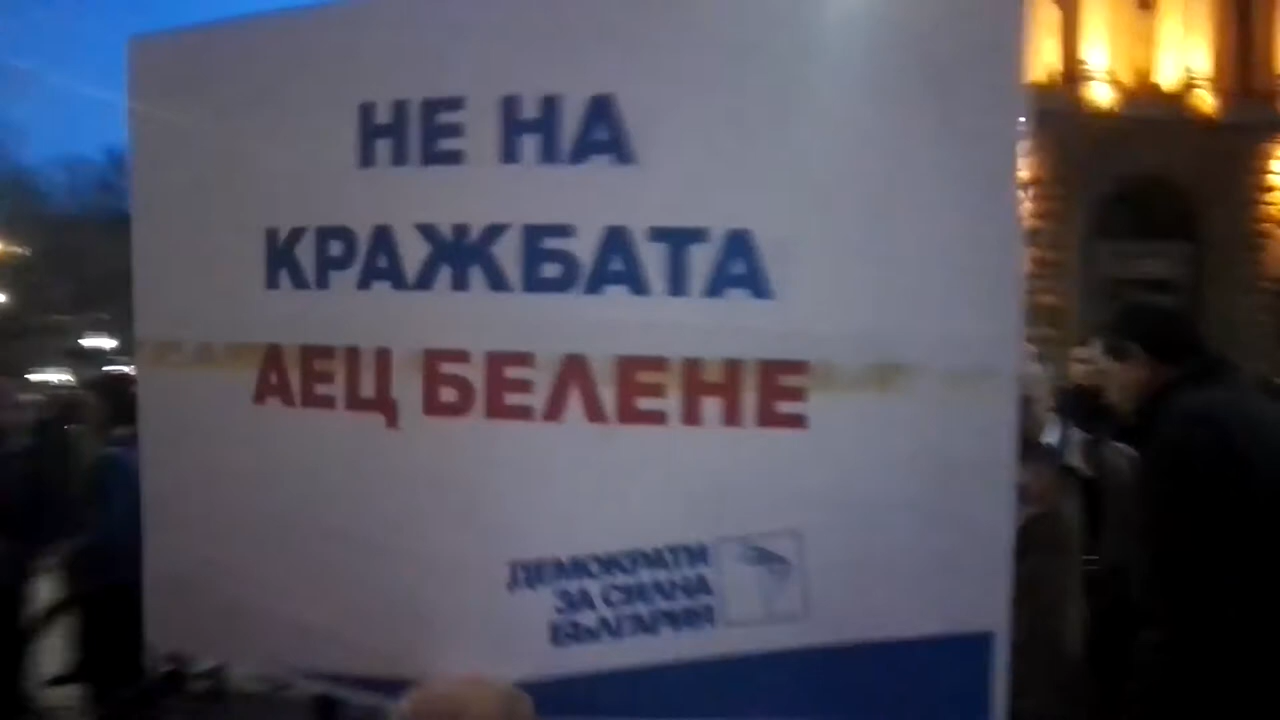 НЕ НА
КРАЖБАТА
АЕЦ БЕЛЕНЕ
ДЕМОКРАТИ
ЗА СИЛНА
БЪЛГАРИЯ